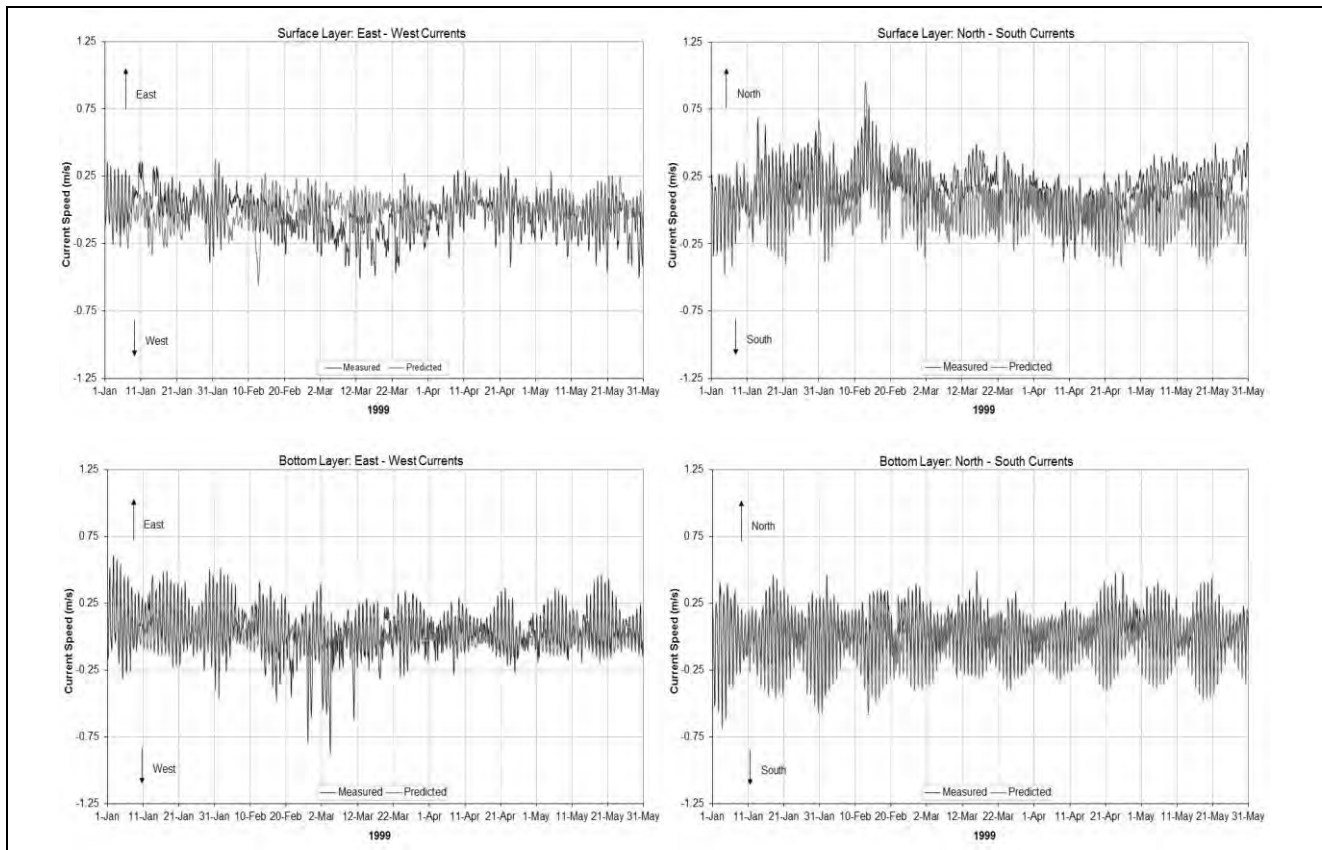 Surface Layer: East - West Currents
1.25
0.75
0.25
-0.25
-0.75
-1.25
Current Speed (m/s)
East
West
Measured Predicted
1-Jan 11-Jan 21-Jan 31-Jan 10-Feb 20-Feb 2-Mar 12-Mar 22-Mar 1-Apr 11-Apr 21-Apr 1-May 11-May 21-May 31-May
1999
Surface Layer: North - South Currents
1.25
0.75
0.25
-0.25
-0.75
-1.25
Current Speed (m/s)
North
South
Measured Predicted
1-Jan 11-Jan 21-Jan 31-Jan 10-Feb 20-Feb 2-Mar 12-Mar 22-Mar 1-Apr 11-Apr 21-Apr 1-May 11-May 21-May 31-May
1999
Bottom Layer: East - West Currents
1.25
0.75
0.25
-0.25
-0.75
-1.25
Current Speed (m/s)
East
West
Measured Predicted
1-Jan 11-Jan 21-Jan 31-Jan 10-Feb 20-Feb 2-Mar 12-Mar 22-Mar 1-Apr 11-Apr 21-Apr 1-May 11-May 21-May 31-May
1999
Bottom Layer: North - South Currents
1.25
0.75
0.25
-0.25
-0.75
-1.25
Current Speed (m/s)
North
South
Measured Predicted
1-Jan 11-Jan 21-Jan 31-Jan 10-Feb 20-Feb 2-Mar 12-Mar 22-Mar 1-Apr 11-Apr 21-Apr 1-May 11-May 21-May 31-May
1999